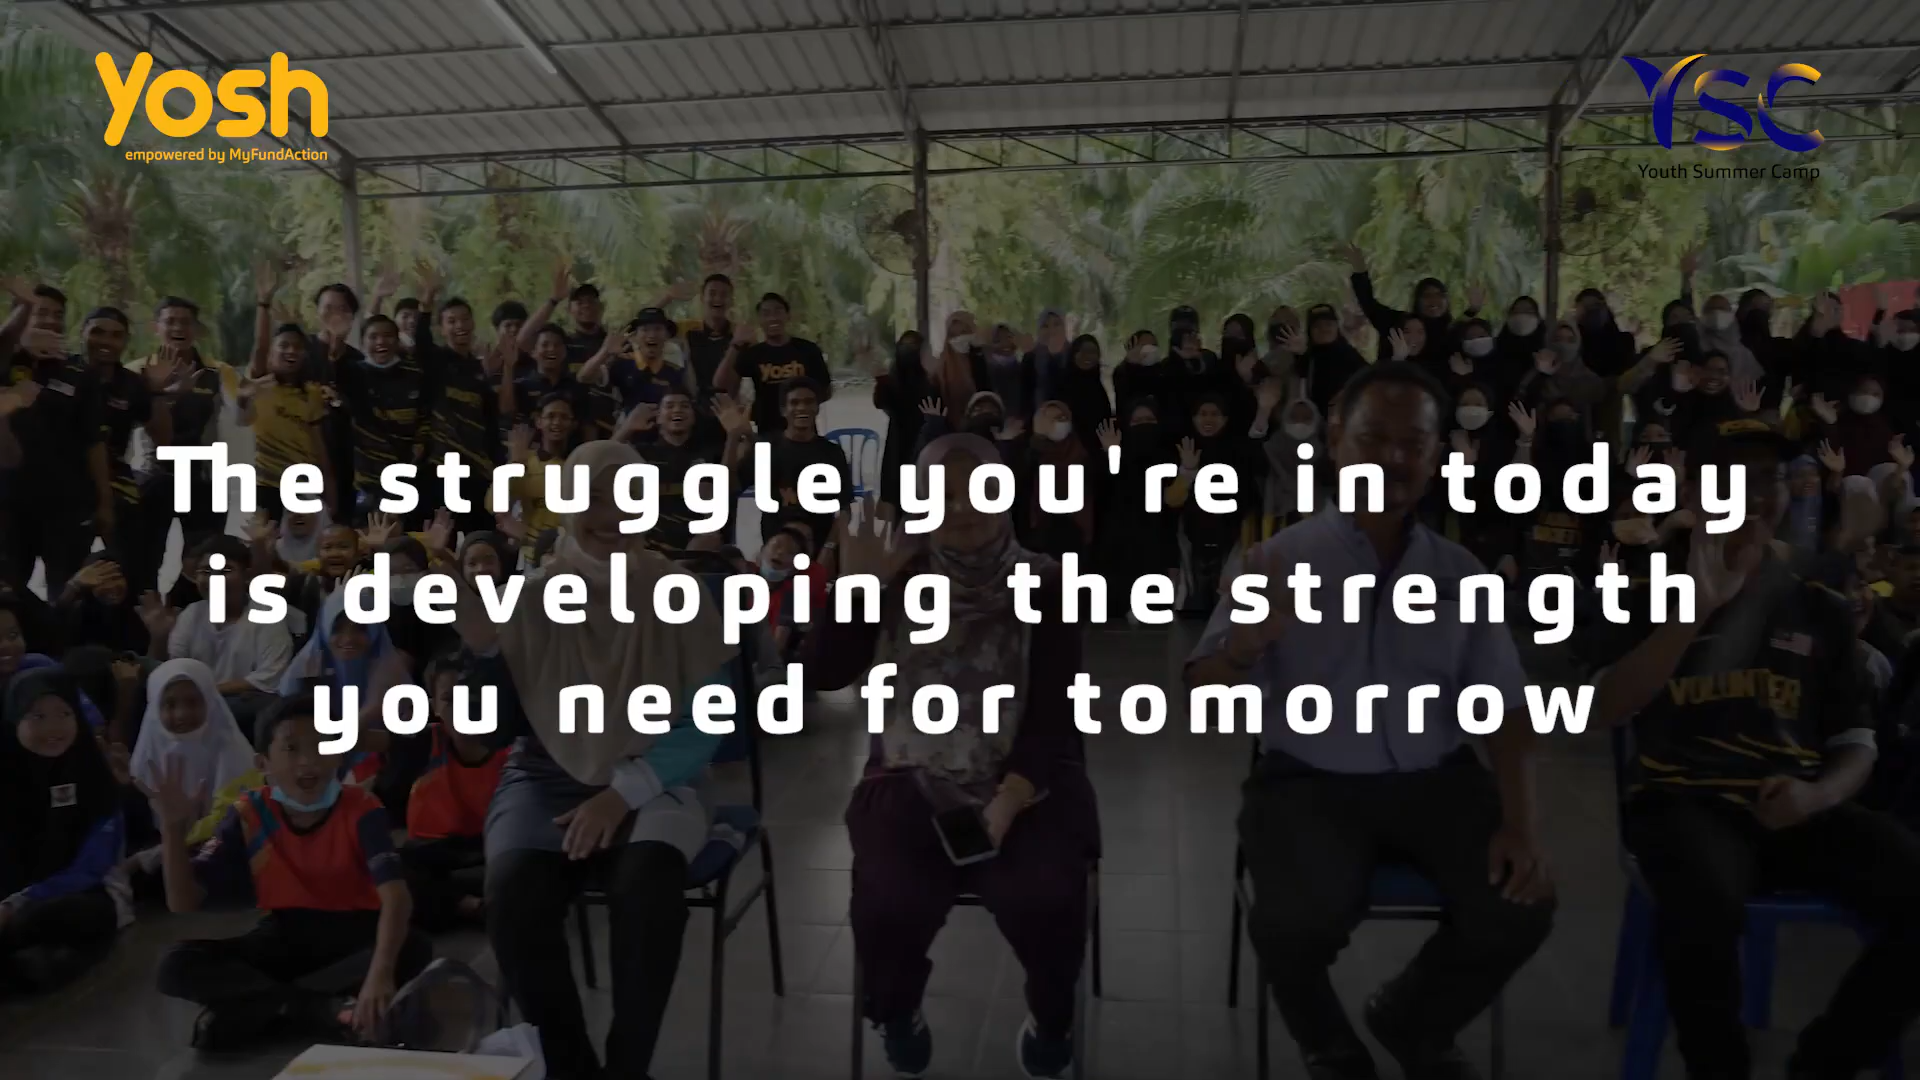 Yosh
empowered by MyFundAction
YSC
Youth Summer Camp
Yosh
The struggle you're in today
is developing the strength
you need for tomorrow
VOLUNTEER